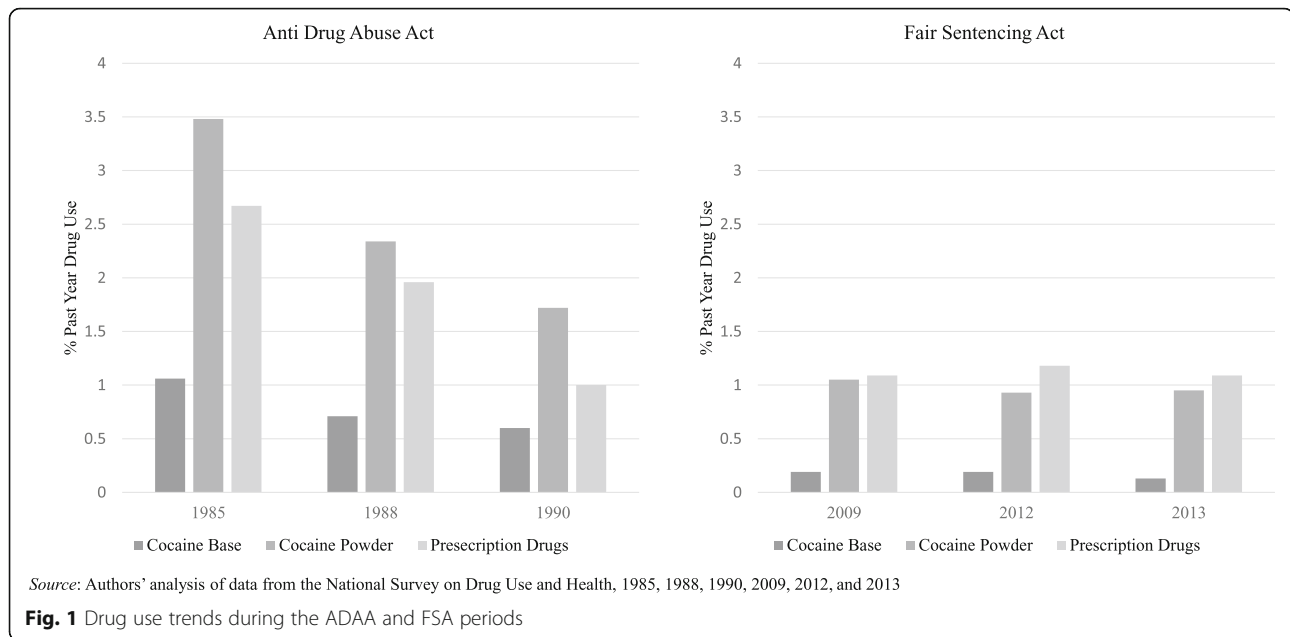 Anti Drug Abuse Act
4
3.5
3
2.5
2
1.5
1
0.5
0
% Past Year Drug Use
1985 1988 1990
Cocaine Base Cocaine Powder Presecription Drugs
Fair Sentencing Act
4
3.5
3
2.5
2
1.5
1
0.5
0
% Past Year Drug Use
2009 2012 2013
Cocaine Base Cocaine Powder Prescription Drugs
Source: Authors’ analysis of data from the National Survey on Drug Use and Health, 1985, 1988, 1990, 2009, 2012, and 2013
Fig. 1 Drug use trends during the ADAA and FSA periods